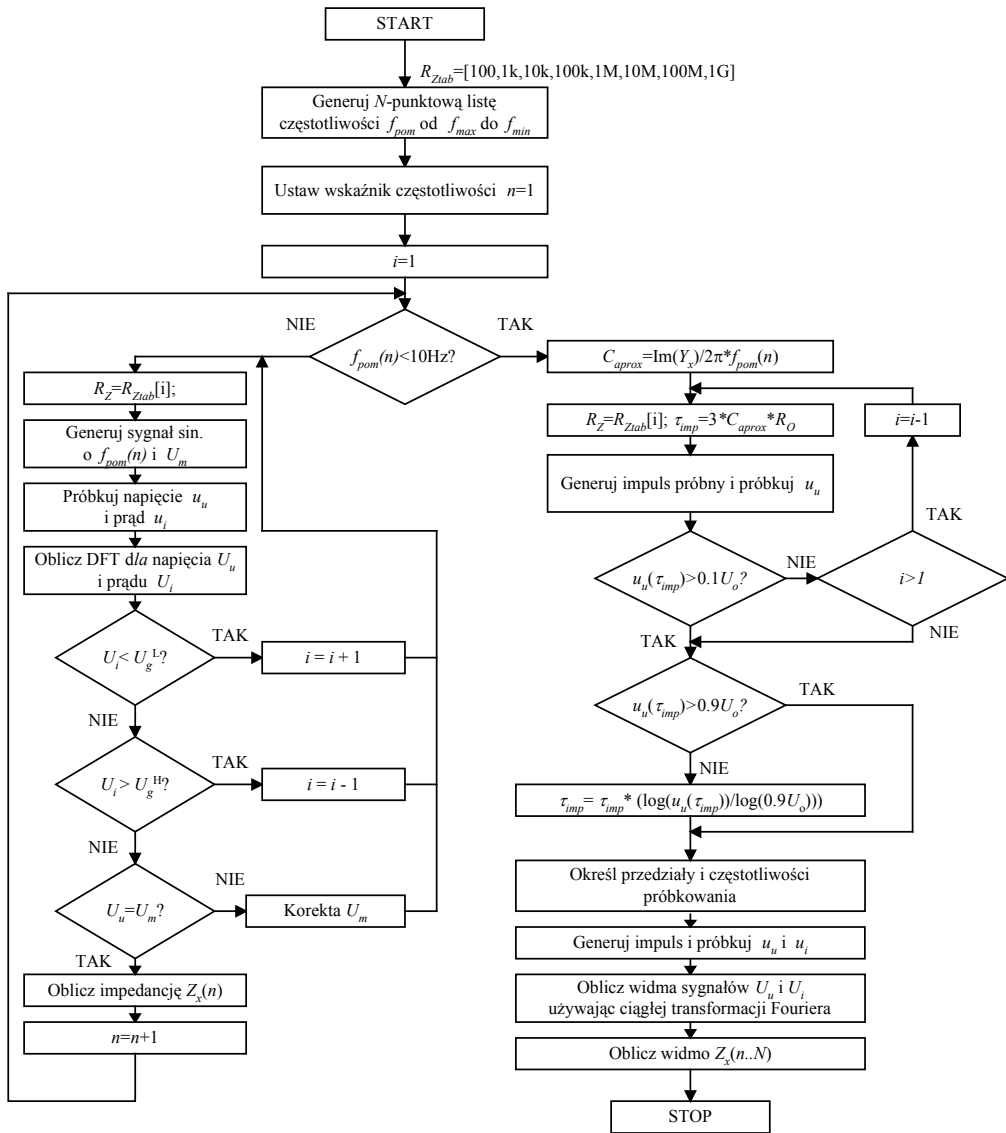 START
R_Ztab=[100,1k,10k,100k,1M,10M,100M,1G]
Generuj N-punktową listę
częstotliwości f_pom od f_max do f_min
Ustaw wskaźnik częstotliwości n=1
i=1
NIE
TAK
f_pom(n)<10Hz?
R_Z=R_Ztab[i];
Generuj sygnał sin.
o f_pom(n) i U_m
Próbkuj napięcie u_u
i prąd u_i
Oblicz DFT dla napięcia U_u
i prądu U_i
TAK
U_i< U_g^L?
i = i + 1
NIE
TAK
U_i> U_g^H?
i = i - 1
NIE
NIE
U_u=U_m?
Korekta U_m
TAK
Oblicz impedancję Z_x(n)
n=n+1
C_aprox=Im(Y_x)/2π*f_pom(n)
R_Z=R_Ztab[i]; τ_imp=3*C_aprox*R_O
i=i-1
Generuj impuls próbny i próbkuj u_u
TAK
u_u(τ_imp)>0.1U_o?
NIE
i>1
NIE
TAK
u_u(τ_imp)>0.9U_o?
TAK
NIE
τ_imp= τ_imp* (log(u_u(τ_imp))/log(0.9U_o)))
Określ przedziały i częstotliwości
próbkowania
Generuj impuls i próbkuj u_u i u_i
Oblicz widma sygnałów U_u i U_i
używając ciągłej transformacji Fouriera
Oblicz widmo Z_x(n..N)
STOP